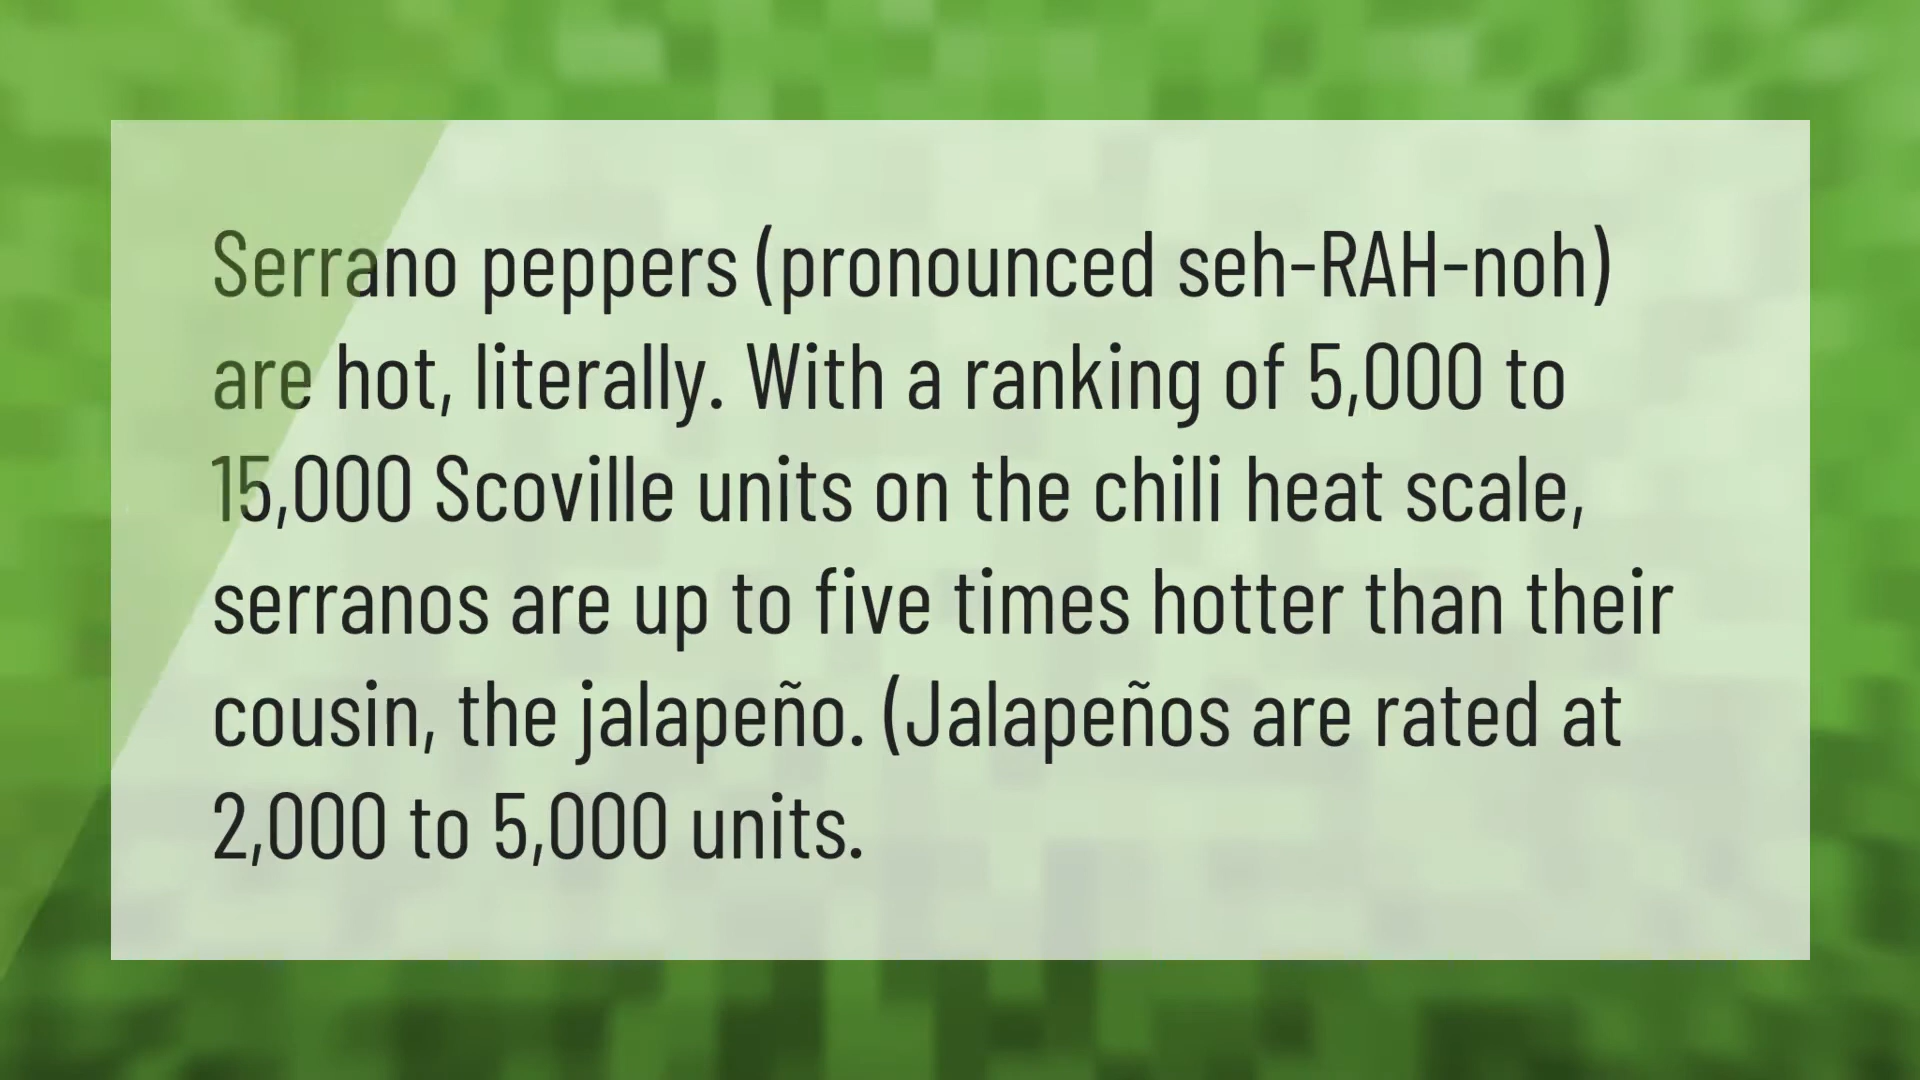 Serrano peppers (pronounced seh-RAH-noh)
are hot, literally. With a ranking of 5,000 to
15,000 Scoville units on the chili heat scale,
serranos are up to five times hotter than their
cousin, the jalapeño. (Jalapeños are rated at
2,000 to 5,000 units.